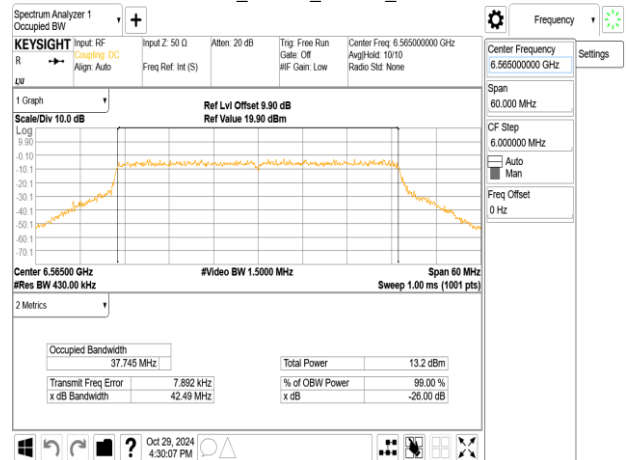 Spectrum Analyzer 1
Occupied BW
Frequency
KEYSIGHT
R
LXI
Input: RF
Coupling: DC
Align: Auto
Input Z: 50 Ω
Freq Ref: Int (S)
Atten: 20 dB
Trig: Free Run
Gate: Off
#IF Gain: Low
Center Freq: 6.565000000 GHz
Avg|Hold: 10/10
Radio Std: None
Center Frequency
6.565000000 GHz
Settings
Span
60.000 MHz
CF Step
6.000000 MHz
Auto
Man
Freq Offset
0 Hz
1 Graph
Scale/Div 10.0 dB
Ref Lvl Offset 9.90 dB
Ref Value 19.90 dBm
Log
9.90
-0.10
-10.1
-20.1
-30.1
-40.1
-50.1
-60.1
-70.1
Center 6.56500 GHz
#Res BW 430.00 kHz
#Video BW 1.5000 MHz
Span 60 MHz
Sweep 1.00 ms (1001 pts)
2 Metrics
Occupied Bandwidth
37.745 MHz
Total Power 13.2 dBm
Transmit Freq Error 7.892 kHz
% of OBW Power 99.00 %
x dB Bandwidth 42.49 MHz
x dB -26.00 dB
?
Oct 29, 2024
4:30:07 PM